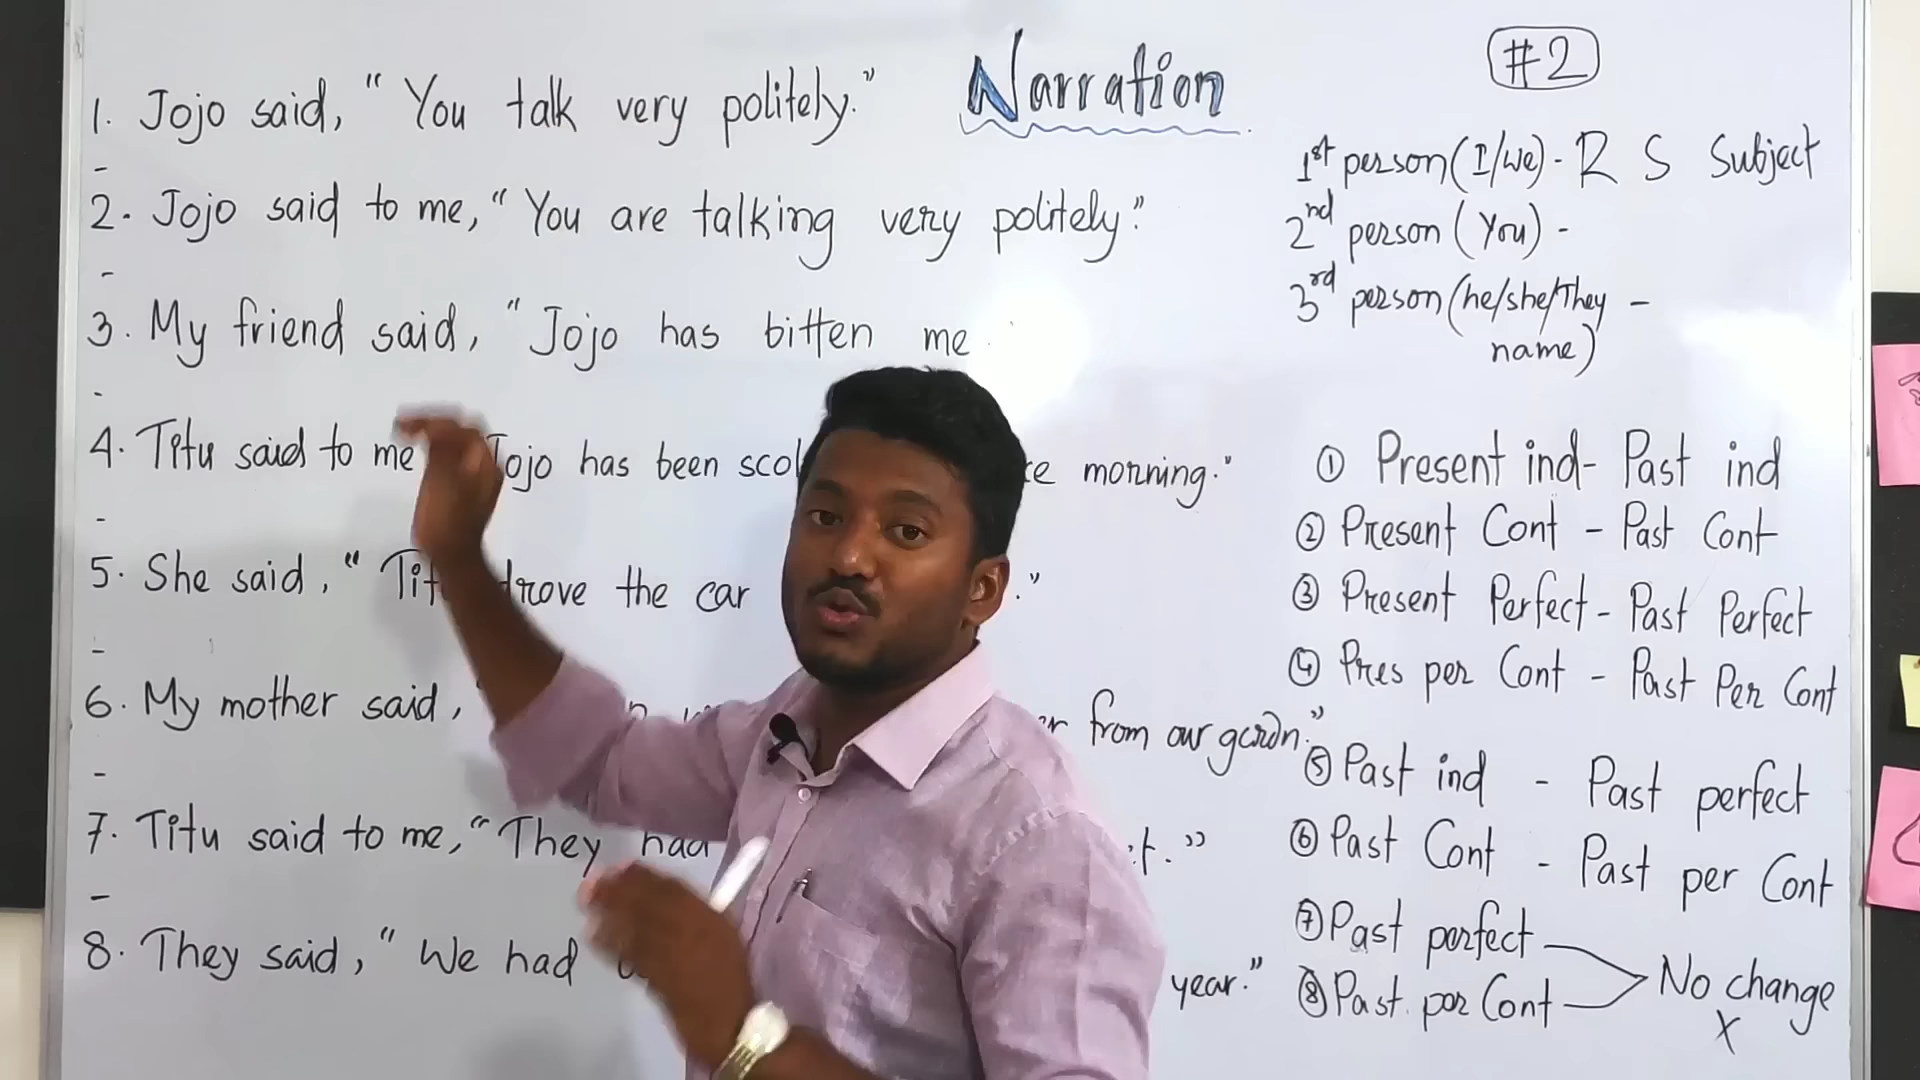 Narration
#2
1. Jojo said, "You talk very politely."
-
2. Jojo said to me, "You are talking very politely."
-
3. My friend said, "Jojo has bitten me
-
4. Titu said to me Jojo has been morning."
-
5. She said, " drove the car ."
-
6. My mother said, from our gardn."
-
7. Titu said to me, "They had "
-
8. They said, "We had year."
1st person (I/We) - R S Subject
2nd person (You) -
3rd person (he/she/They -
name)
① Present ind - Past ind
② Present Cont - Past Cont
③ Present Perfect - Past Perfect
④ Pres per Cont - Past Per Cont
⑤ Past ind - Past perfect
⑥ Past Cont - Past per Cont
⑦ Past perfect
⑧ Past. per Cont
No change
X